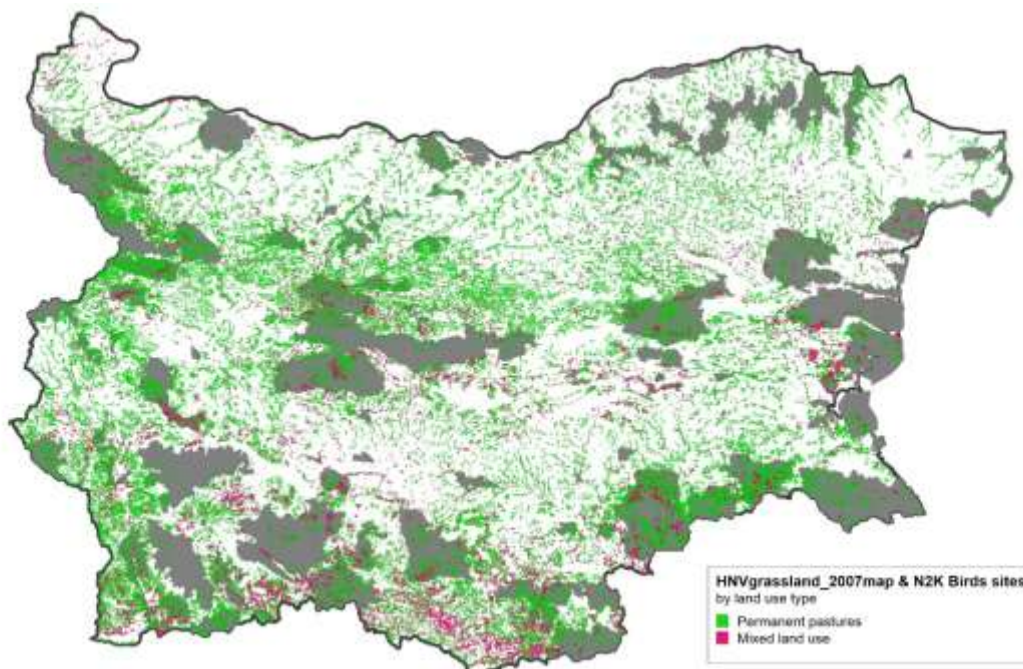 HNVgrassland_2007map & N2K Birds sites
by land use type
Permanent pastures
Mixed land use